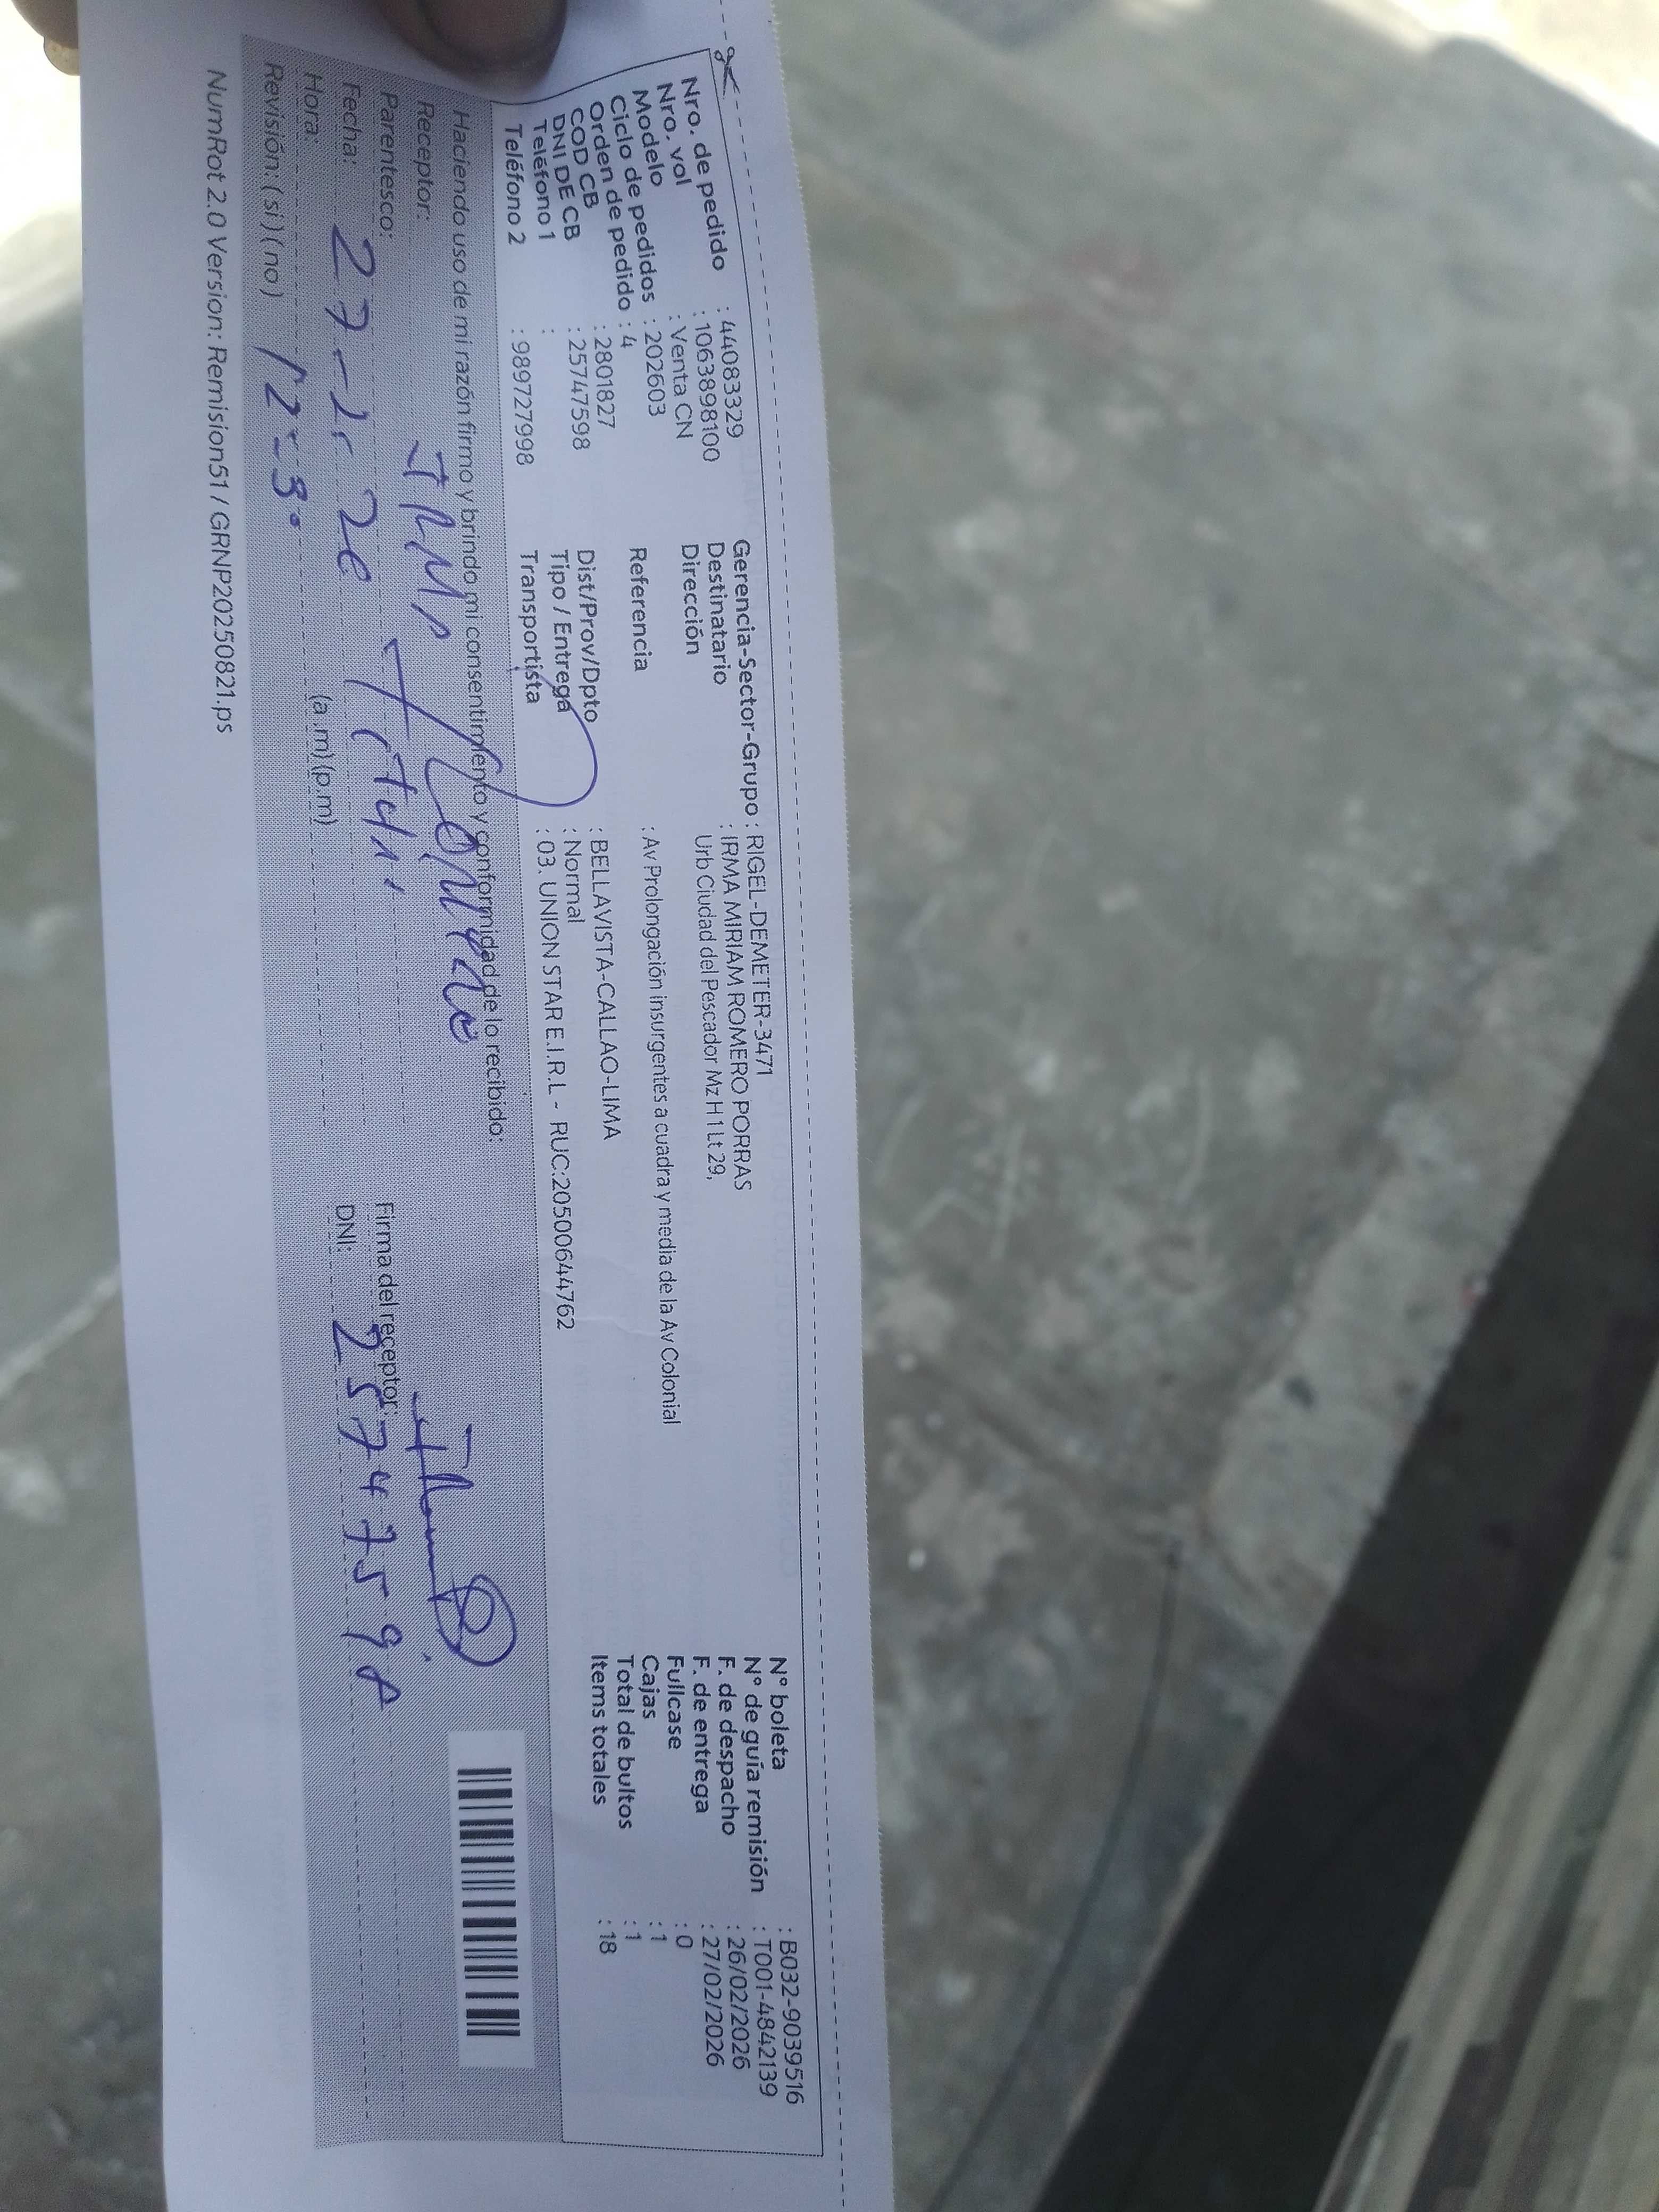 Nro. de pedido : 44083329
Nro. vol : 1063898100
Modelo : Venta CN
Ciclo de pedidos : 202603
Orden de pedido : 4
COD CB : 2801827
DNI DE CB : 25747598
Teléfono 1 :
Teléfono 2 : 989727998
Gerencia-Sector-Grupo : RIGEL-DEMETER-3471
Destinatario : IRMA MIRIAM ROMERO PORRAS
Dirección Urb Ciudad del Pescador Mz H 1 Lt 29,
Referencia : Av Prolongación insurgentes a cuadra y media de la Av Colonial
Dist/Prov/Dpto : BELLAVISTA-CALLAO-LIMA
Tipo / Entrega : Normal
Transportista : 03. UNION STAR E.I.R.L - RUC:20500644762
N° boleta : B032-9039516
N° de guía remisión : T001-4842139
F. de despacho : 26/02/2026
F. de entrega : 27/02/2026
Fullcase : 0
Cajas : 1
Total de bultos : 1
Items totales : 18
Haciendo uso de mi razón firmo y brindo mi consentimiento y conformidad de lo recibido:
Receptor:
Parentesco:
Fecha:
Hora: (a.m)(p.m)
Revisión: (si) (no)
Firma del receptor:
DNI: 25747598
NumRot 2.0 Version: Remision51 / GRNP20250821.ps